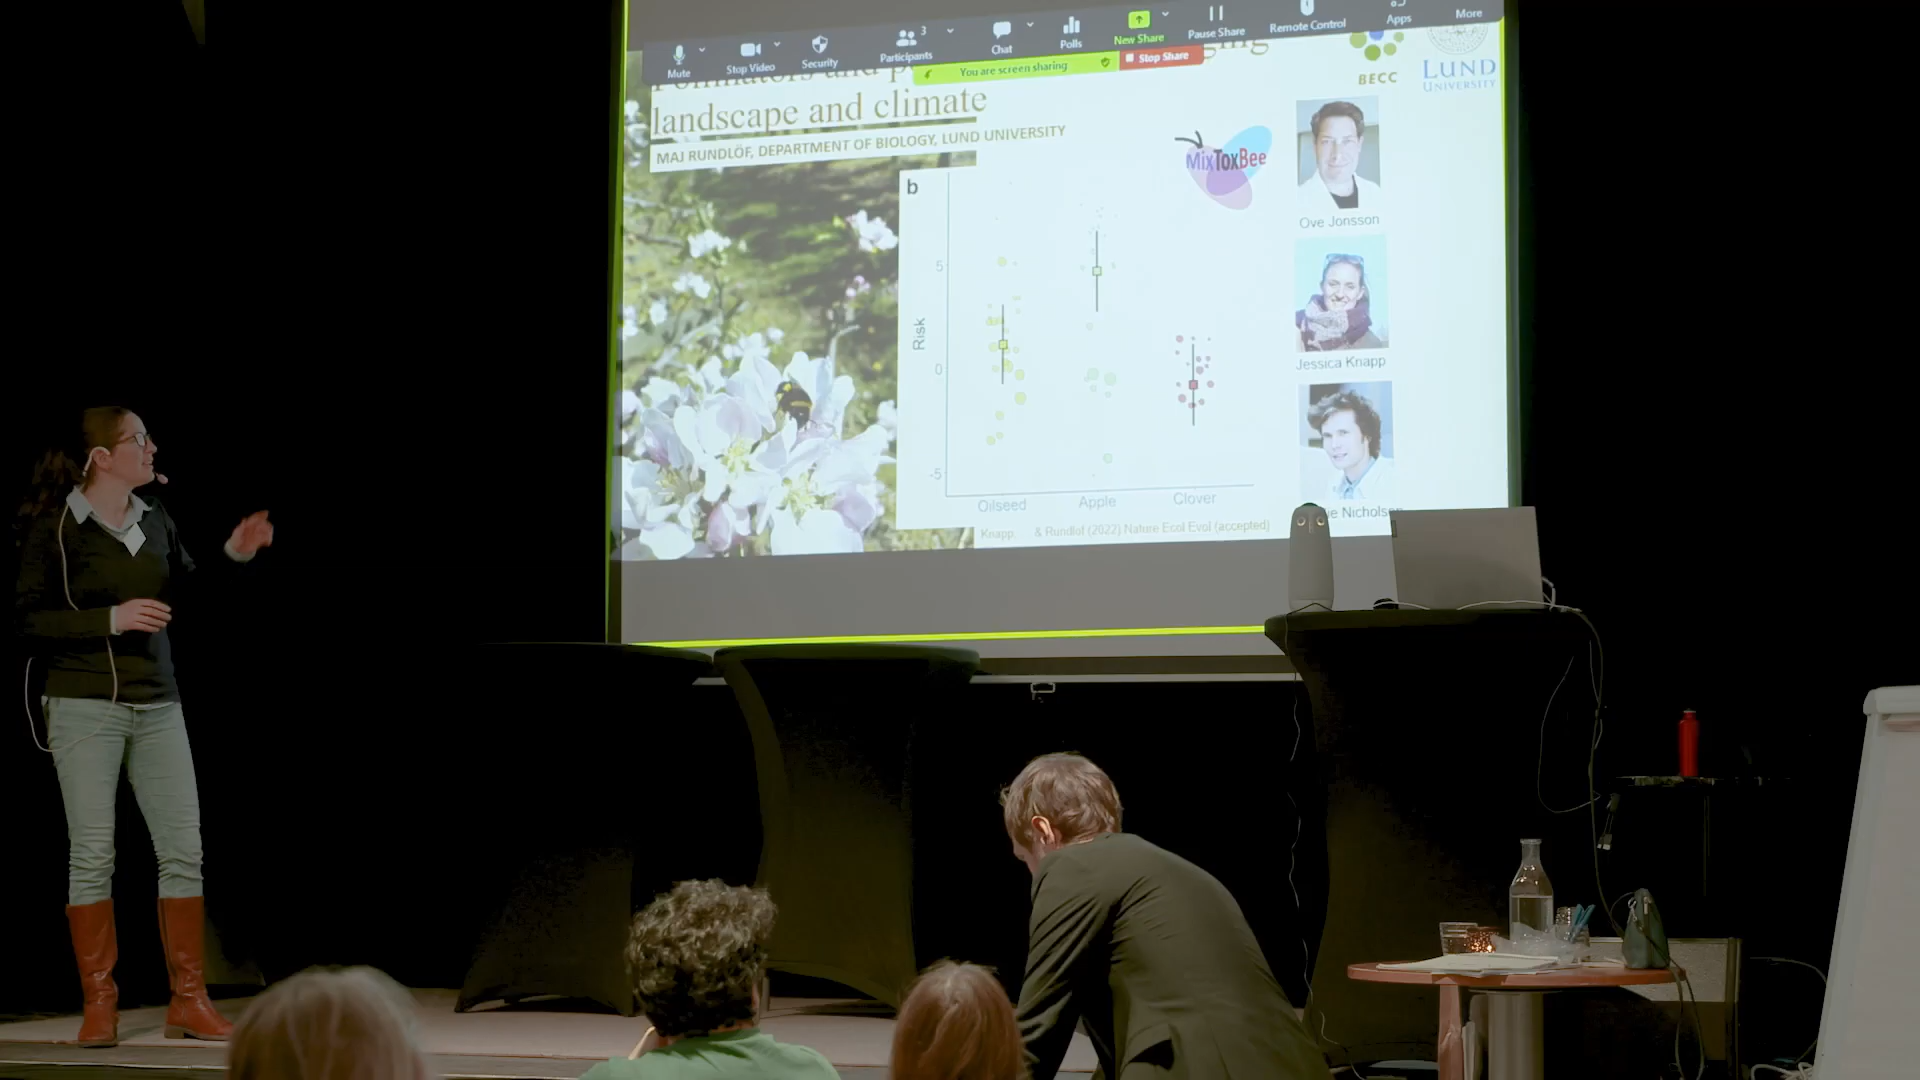 Mute
Stop Video
Security
Participants
3
Chat
Polls
New Share
Pause Share
Remote Control
Apps
More
You are screen sharing
Stop Share
landscape and climate
MAJ RUNDLÖF, DEPARTMENT OF BIOLOGY, LUND UNIVERSITY
BECC
LUND
UNIVERSITY
MixToxBee
b
Risk
5
0
-5
Oilseed
Apple
Clover
Knapp
& Rundlöf (2022) Nature Ecol Evol (accepted)
Ove Jonsson
Jessica Knapp